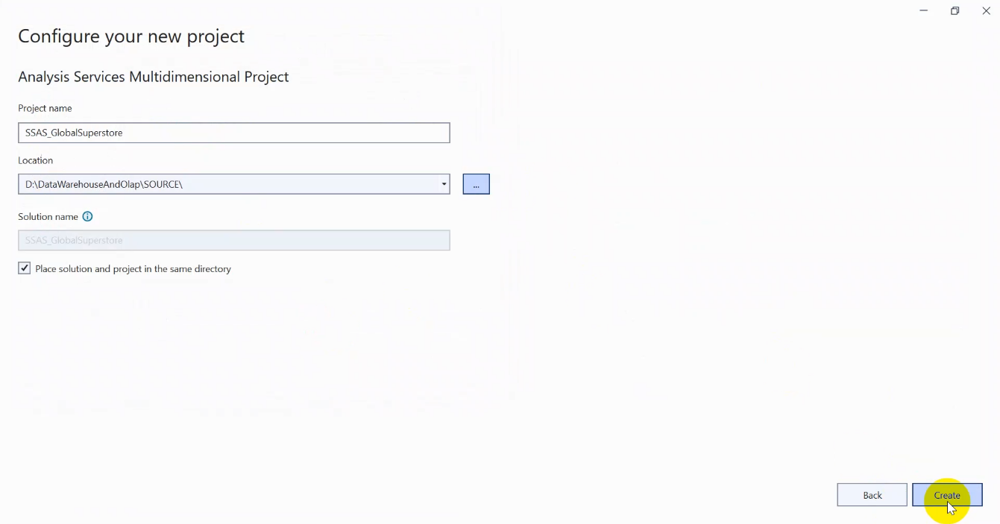 Configure your new project
Analysis Services Multidimensional Project
Project name
SSAS_GlobalSuperstore
Location
D:\DataWarehouseAndOlap\SOURCE\
...
Solution name
SSAS_GlobalSuperstore
Place solution and project in the same directory
Back
Create